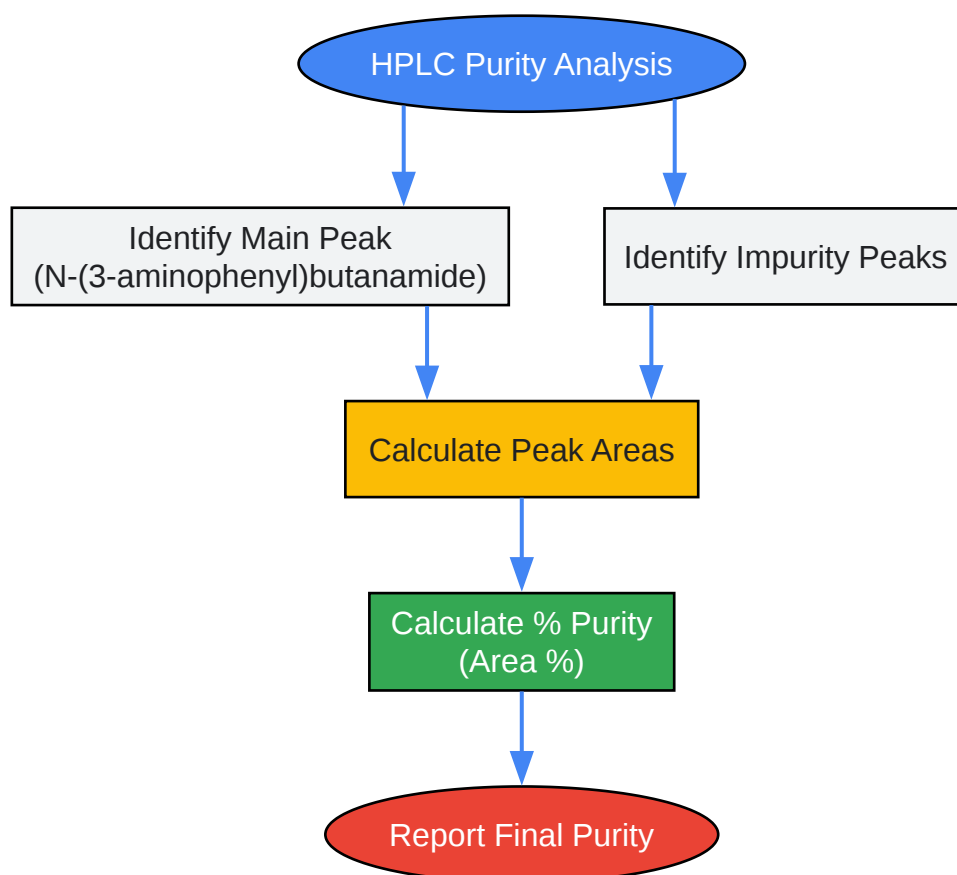 HPLC Purity Analysis
Identify Main Peak
(N-(3-aminophenyl)butanamide)
Identify Impurity Peaks
Calculate Peak Areas
Calculate % Purity
(Area %)
Report Final Purity